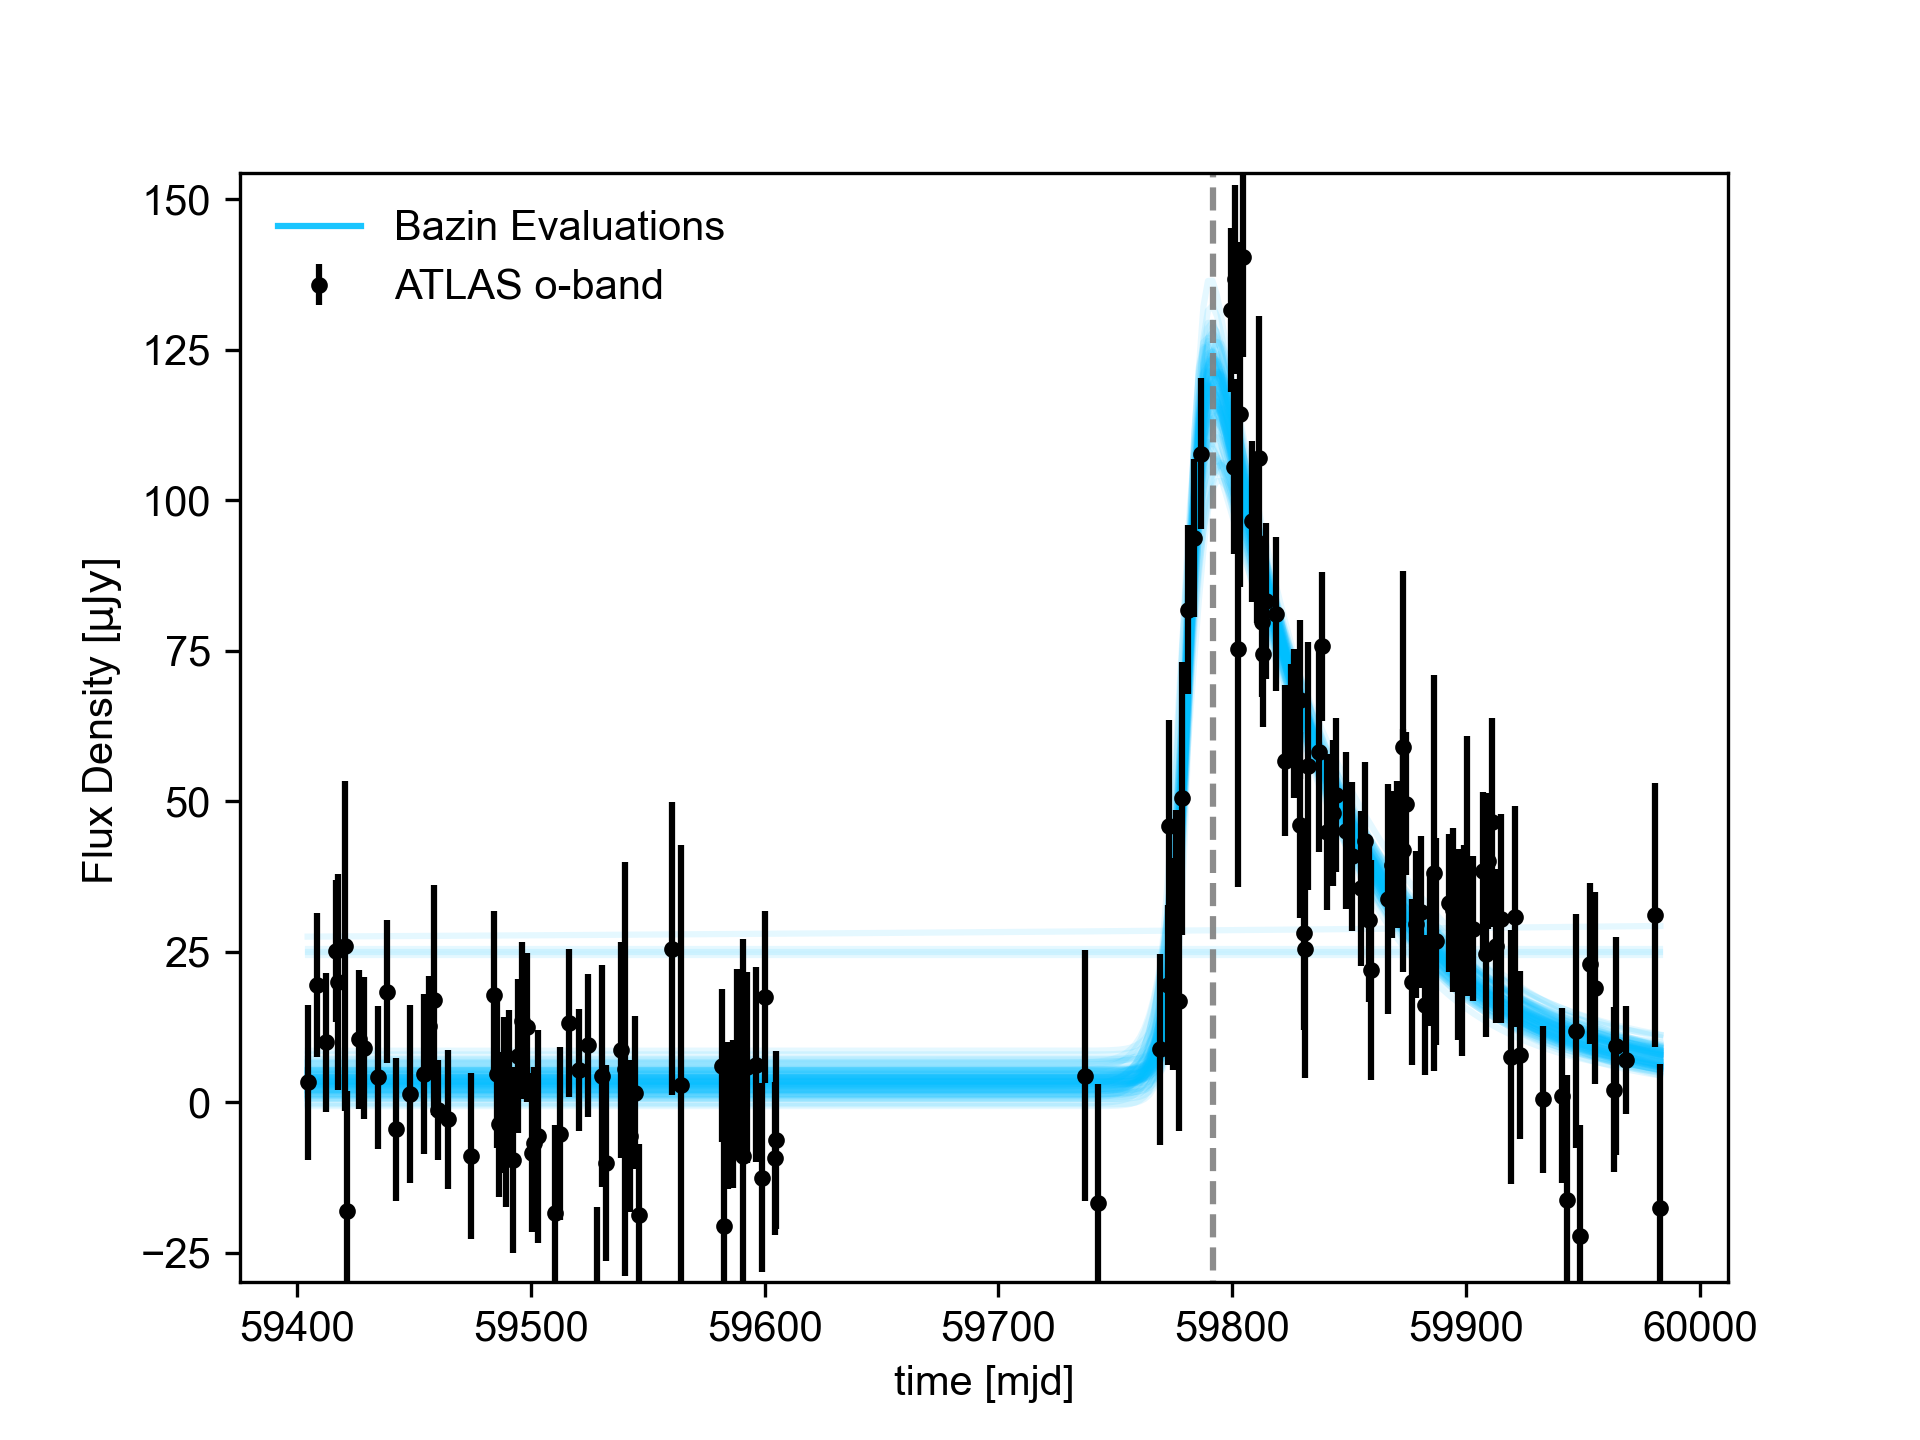 150
125
100
75
50
25
0
−25
Flux Density [µJy]
Bazin Evaluations
ATLAS o-band
59400 59500 59600 59700 59800 59900 60000
time [mjd]